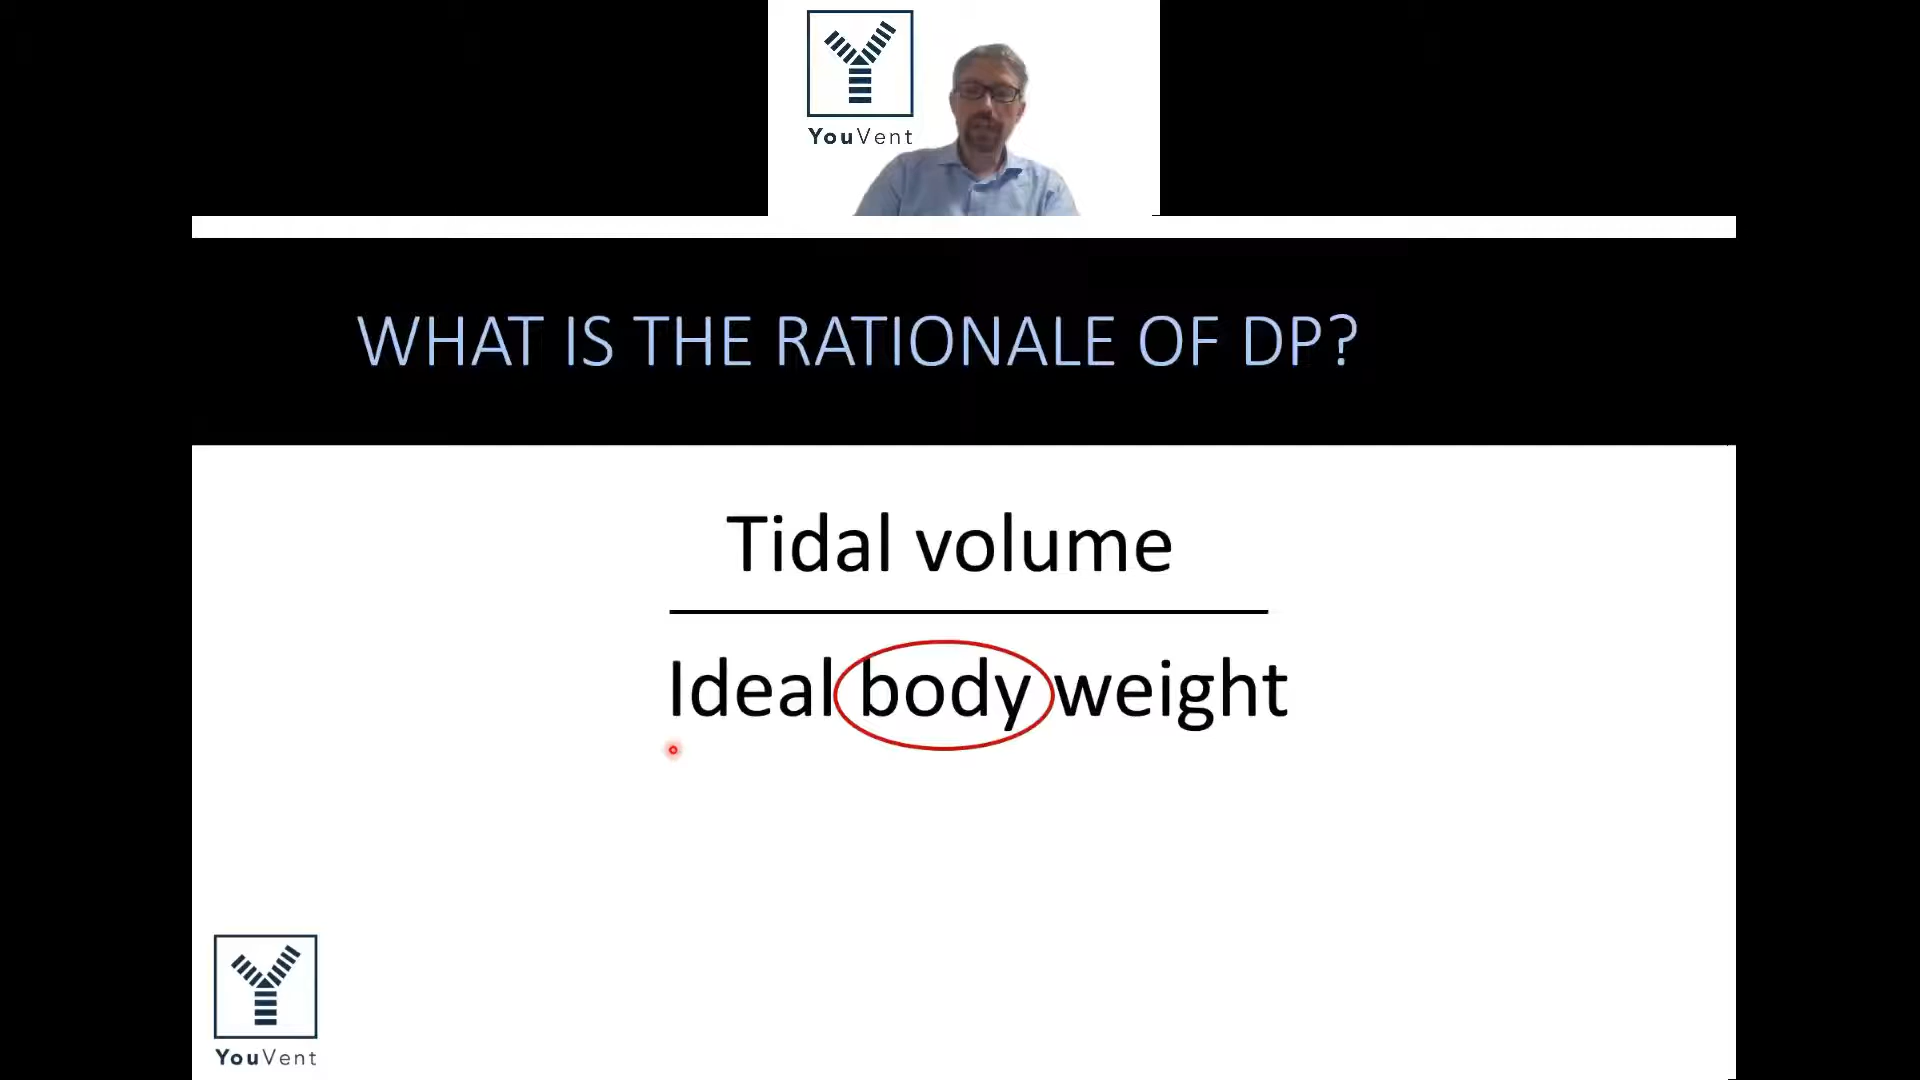 YouVent
WHAT IS THE RATIONALE OF DP?
Tidal volume
Ideal body weight
YouVent